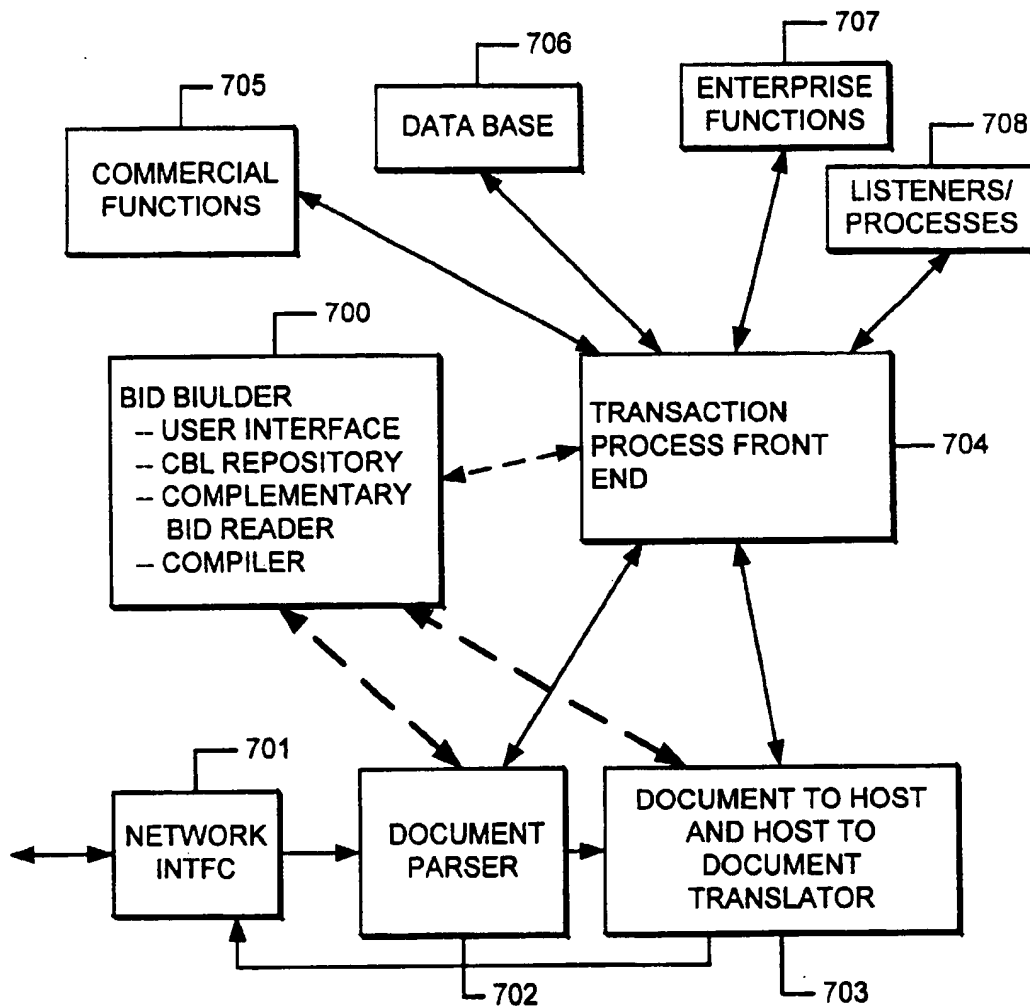 707
706
705
ENTERPRISE
FUNCTIONS
DATA BASE
708
COMMERCIAL
FUNCTIONS
LISTENERS/
PROCESSES
700
BID BIULDER
– USER INTERFACE
– CBL REPOSITORY
– COMPLEMENTARY
BID READER
– COMPILER
TRANSACTION
PROCESS FRONT
END
704
701
NETWORK
INTFC
DOCUMENT
PARSER
DOCUMENT TO HOST
AND HOST TO
DOCUMENT
TRANSLATOR
702
703